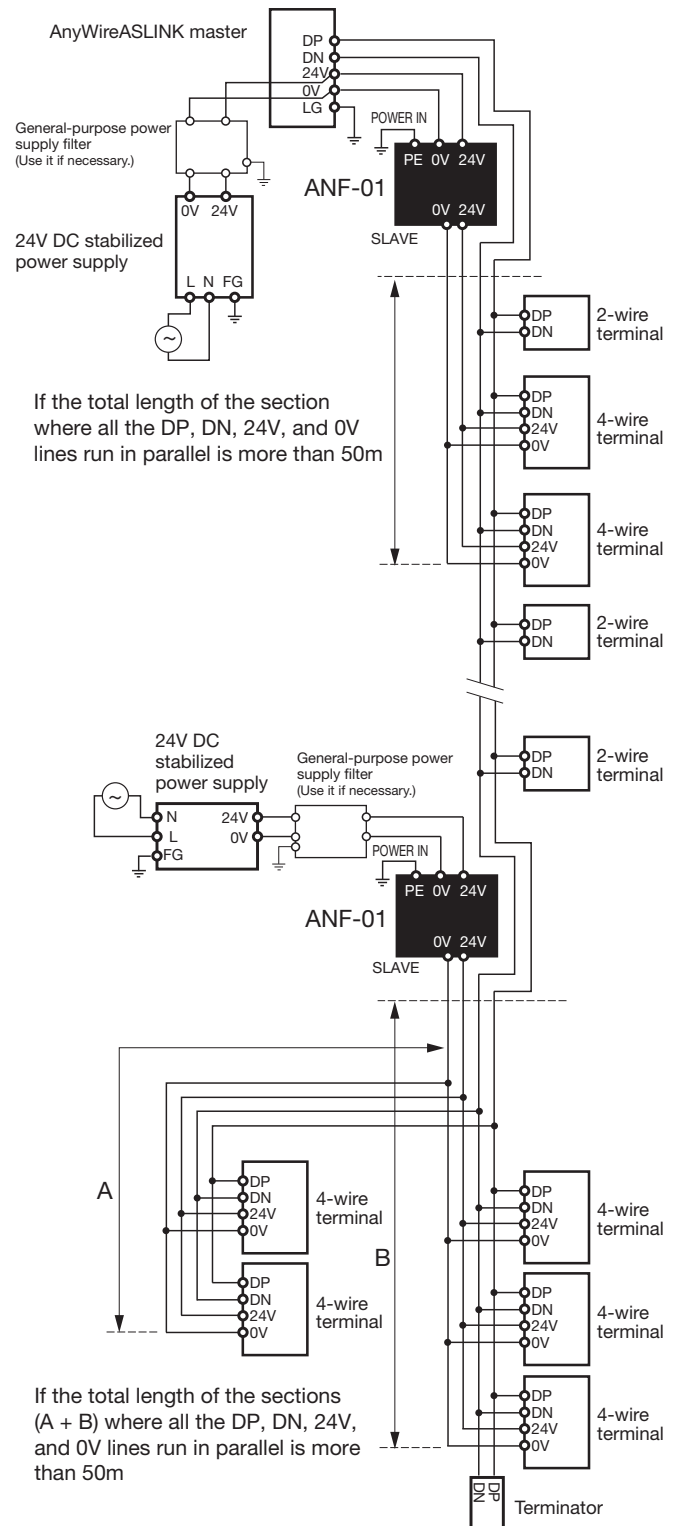 AnyWireASLINK master
DP
DN
24V
0V
LG
General-purpose power
supply filter
(Use it if necessary.)
POWER IN
PE 0V 24V
ANF-01
0V 24V
SLAVE
0V 24V
24V DC stabilized
power supply
L N FG
~
If the total length of the section
where all the DP, DN, 24V, and 0V
lines run in parallel is more than 50m
DP
DN
2-wire
terminal
DP
DN
24V
0V
4-wire
terminal
DP
DN
24V
0V
4-wire
terminal
DP
DN
2-wire
terminal
DP
DN
2-wire
terminal
24V DC
stabilized
power supply
General-purpose power
supply filter
(Use it if necessary.)
~
N
L
FG
24V
0V
POWER IN
PE 0V 24V
ANF-01
0V 24V
SLAVE
A
B
DP
DN
24V
0V
4-wire
terminal
DP
DN
24V
0V
4-wire
terminal
DP
DN
24V
0V
4-wire
terminal
DP
DN
24V
0V
4-wire
terminal
DP
DN
24V
0V
4-wire
terminal
If the total length of the sections
(A + B) where all the DP, DN, 24V,
and 0V lines run in parallel is more
than 50m
DP
DN
Terminator